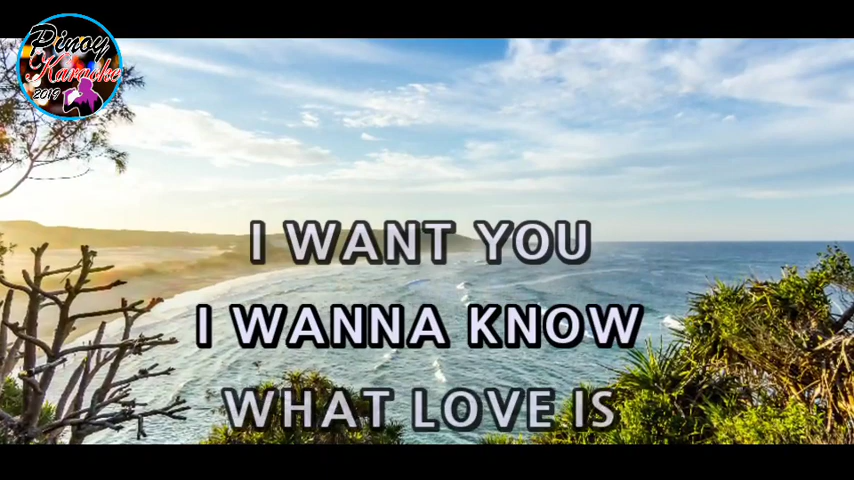 Pinoy
Karaoke
2019
I WANT YOU
I WANNA KNOW
WHAT LOVE IS